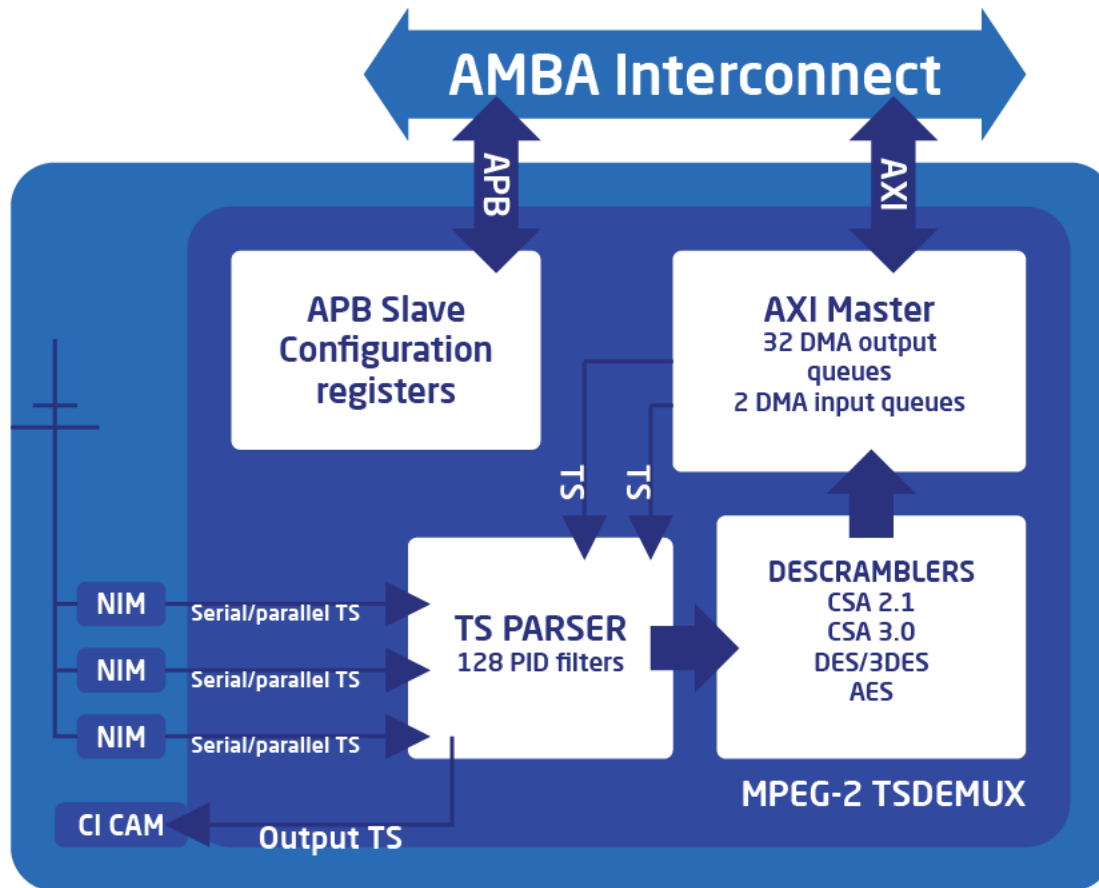 AMBA Interconnect
APB
AXI
APB Slave
Configuration
registers
AXI Master
32 DMA output
queues
2 DMA input queues
TS
TS
NIM
Serial/parallel TS
NIM
Serial/parallel TS
NIM
Serial/parallel TS
TS PARSER
128 PID filters
DESCRAMBLERS
CSA 2.1
CSA 3.0
DES/3DES
AES
MPEG-2 TSDEMUX
CI CAM
Output TS